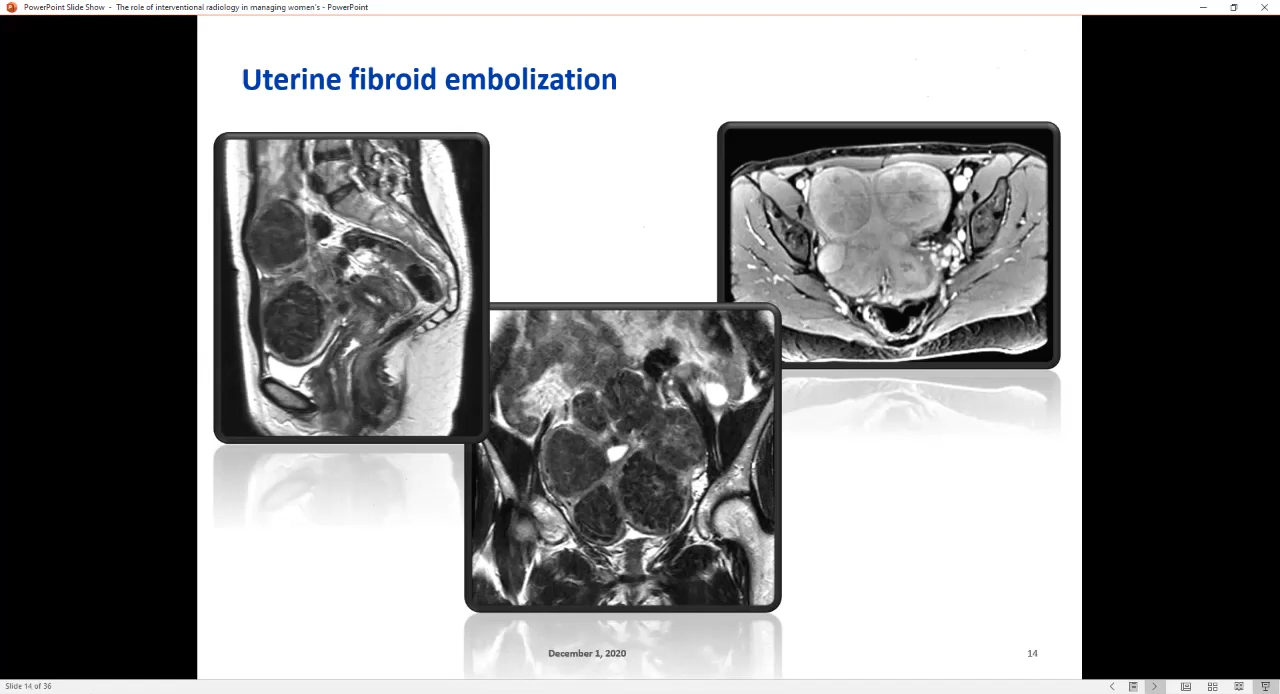 PowerPoint Slide Show - The role of interventional radiology in managing women's - PowerPoint
Uterine fibroid embolization
December 1, 2020
14
Slide 14 of 36